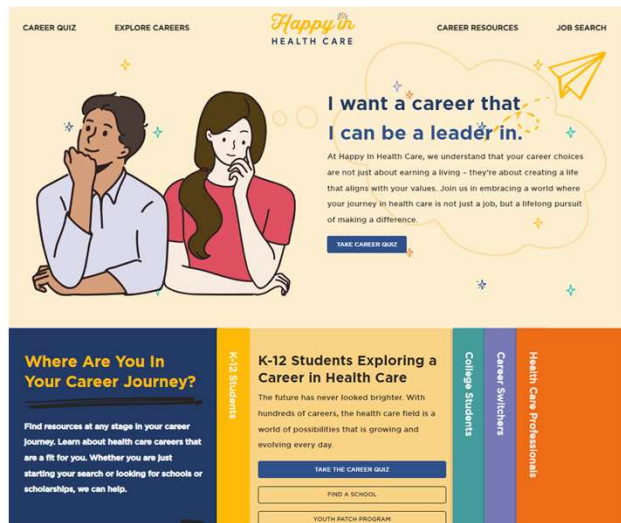 CAREER QUIZ
EXPLORE CAREERS
Happy in
HEALTH CARE
CAREER RESOURCES
JOB SEARCH
I want a career that
I can be a leader in.
At Happy In Health Care, we understand that your career choices
are not just about earning a living – they're about creating a life
that aligns with your values. Join us in embracing a world where
your journey in health care is not just a job, but a lifelong pursuit
of making a difference.
TAKE CAREER QUIZ
Where Are You In
Your Career Journey?
Find resources at any stage in your career
journey. Learn about health care careers that
are a fit for you. Whether you are just
starting your search or looking for schools or
scholarships, we can help.
K-12 Students
K-12 Students Exploring a
Career in Health Care
The future has never looked brighter. With
hundreds of careers, the health care field is a
world of possibilities that is growing and
evolving every day.
TAKE THE CAREER QUIZ
FIND A SCHOOL
YOUTH PATCH PROGRAM
College Students
Career Switchers
Health Care Professionals